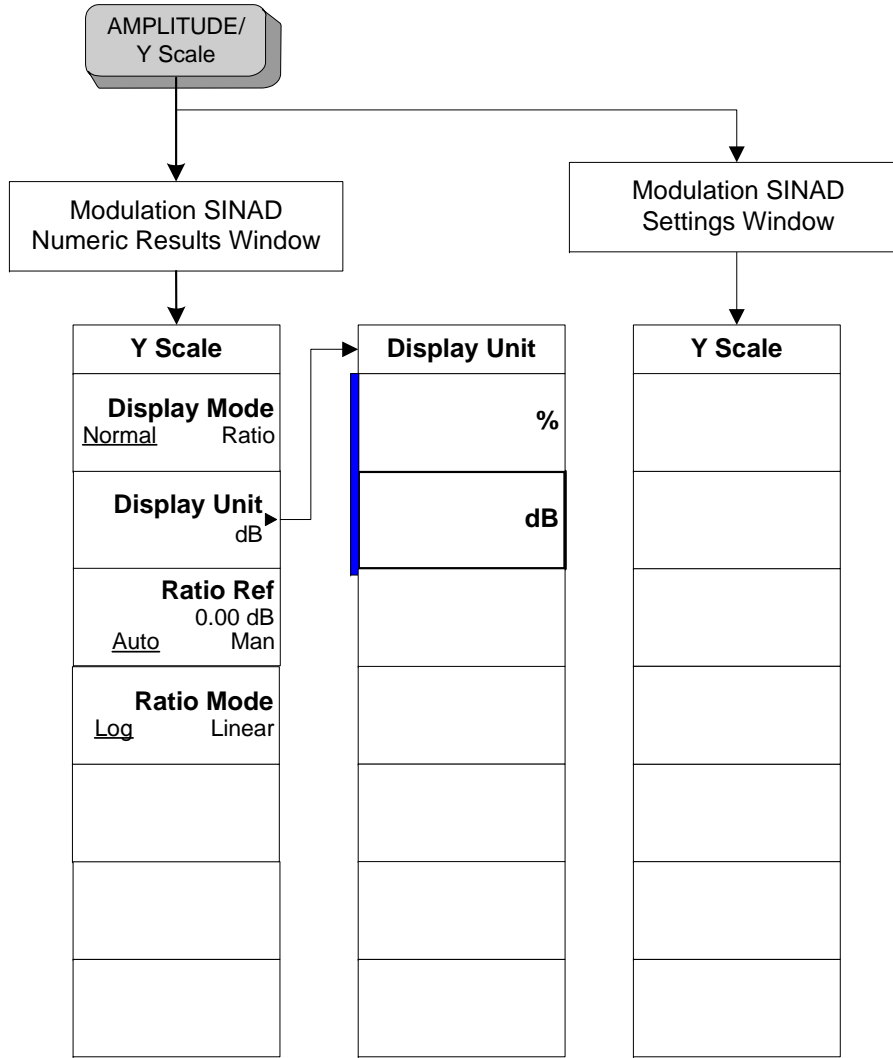 AMPLITUDE/
Y Scale
Modulation SINAD
Numeric Results Window
Modulation SINAD
Settings Window
Y Scale
Display Mode
Normal Ratio
Display Unit
dB
Ratio Ref
0.00 dB
Auto Man
Ratio Mode
Log Linear
Display Unit
%
dB
Y Scale